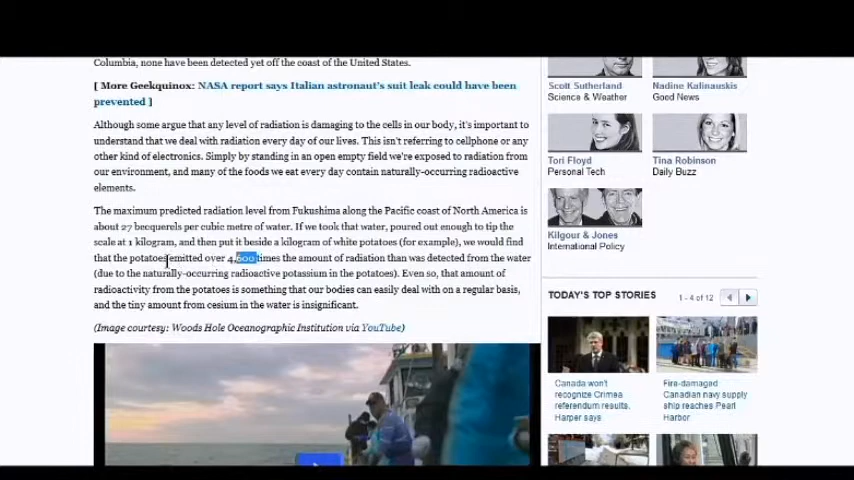 Columbia, none have been detected yet off the coast of the United States.
[ More Geekquinox: NASA report says Italian astronaut's suit leak could have been
prevented ]
Although some argue that any level of radiation is damaging to the cells in our body, it's important to
understand that we deal with radiation every day of our lives. This isn't referring to cellphone or any
other kind of electronics. Simply by standing in an open empty field we're exposed to radiation from
our environment, and many of the foods we eat every day contain naturally-occurring radioactive
elements.
The maximum predicted radiation level from Fukushima along the Pacific coast of North America is
about 27 becquerels per cubic metre of water. If we took that water, poured out enough to tip the
scale at 1 kilogram, and then put it beside a kilogram of white potatoes (for example), we would find
that the potatoes emitted over 4,600 times the amount of radiation than was detected from the water
(due to the naturally-occurring radioactive potassium in the potatoes). Even so, that amount of
radioactivity from the potatoes is something that our bodies can easily deal with on a regular basis,
and the tiny amount from cesium in the water is insignificant.
(Image courtesy: Woods Hole Oceanographic Institution via YouTube)
Scott Sutherland
Science & Weather
Nadine Kalinauskis
Good News
Tori Floyd
Personal Tech
Tina Robinson
Daily Buzz
Kilgour & Jones
International Policy
TODAY'S TOP STORIES
1 - 4 of 12
Canada won't
recognize Crimea
referendum results,
Harper says
Fire-damaged
Canadian navy supply
ship reaches Pearl
Harbor